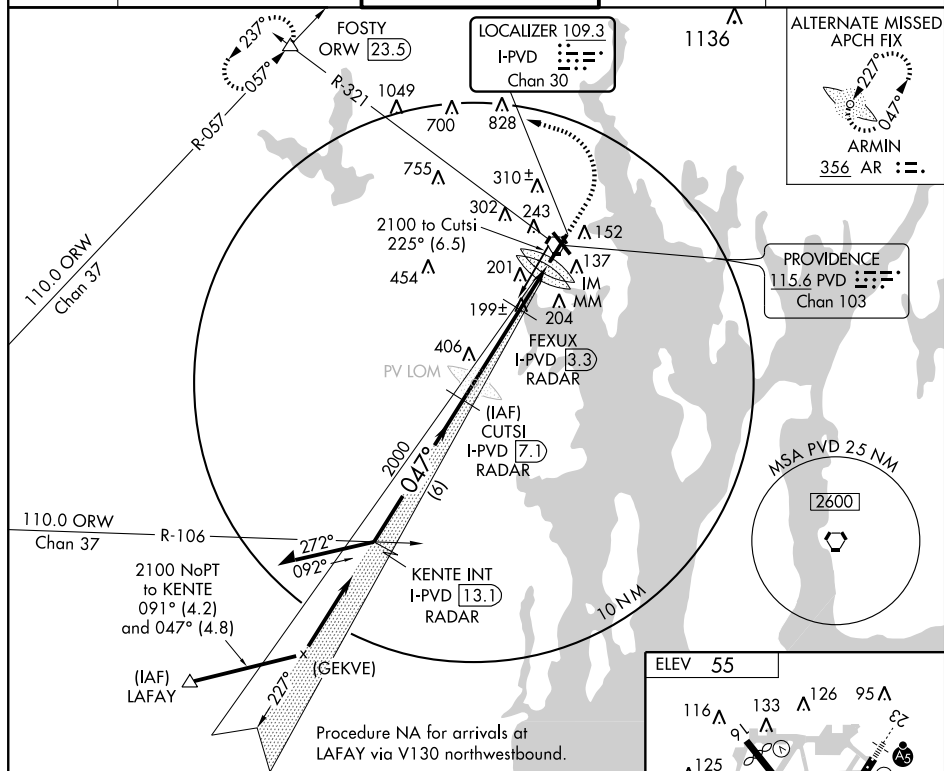 FOSTY
ORW 23.5
237°
057°
R-057
R-321
LOCALIZER 109.3
I-PVD
Chan 30
1136
ALTERNATE MISSED
APCH FIX
227°
047°
ARMIN
356 AR
1049
700
828
755
310±
302
243
152
2100 to Cutsi
225° (6.5)
454
201
137
IM
MM
199±
204
PROVIDENCE
115.6 PVD
Chan 103
110.0 ORW
Chan 37
FEXUX
I-PVD 3.3
RADAR
406
PV LOM
(IAF)
CUTSI
I-PVD 7.1
RADAR
2000
047°
(6)
MSA PVD 25 NM
2600
110.0 ORW
Chan 37
R-106
272°
092°
KENTE INT
I-PVD 13.1
RADAR
10 NM
2100 NoPT
to KENTE
091° (4.2)
and 047° (4.8)
(IAF)
LAFAY
(GEKVE)
227°
Procedure NA for arrivals at
LAFAY via V130 northwestbound.
ELEV 55
116
133
126
95
16
23
125
A5